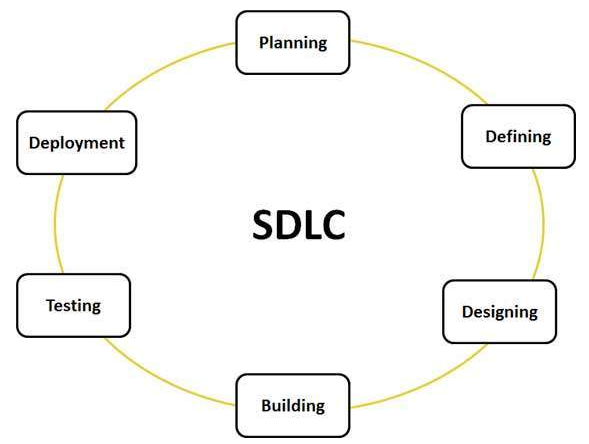 Planning
Defining
Designing
Building
Testing
Deployment
SDLC